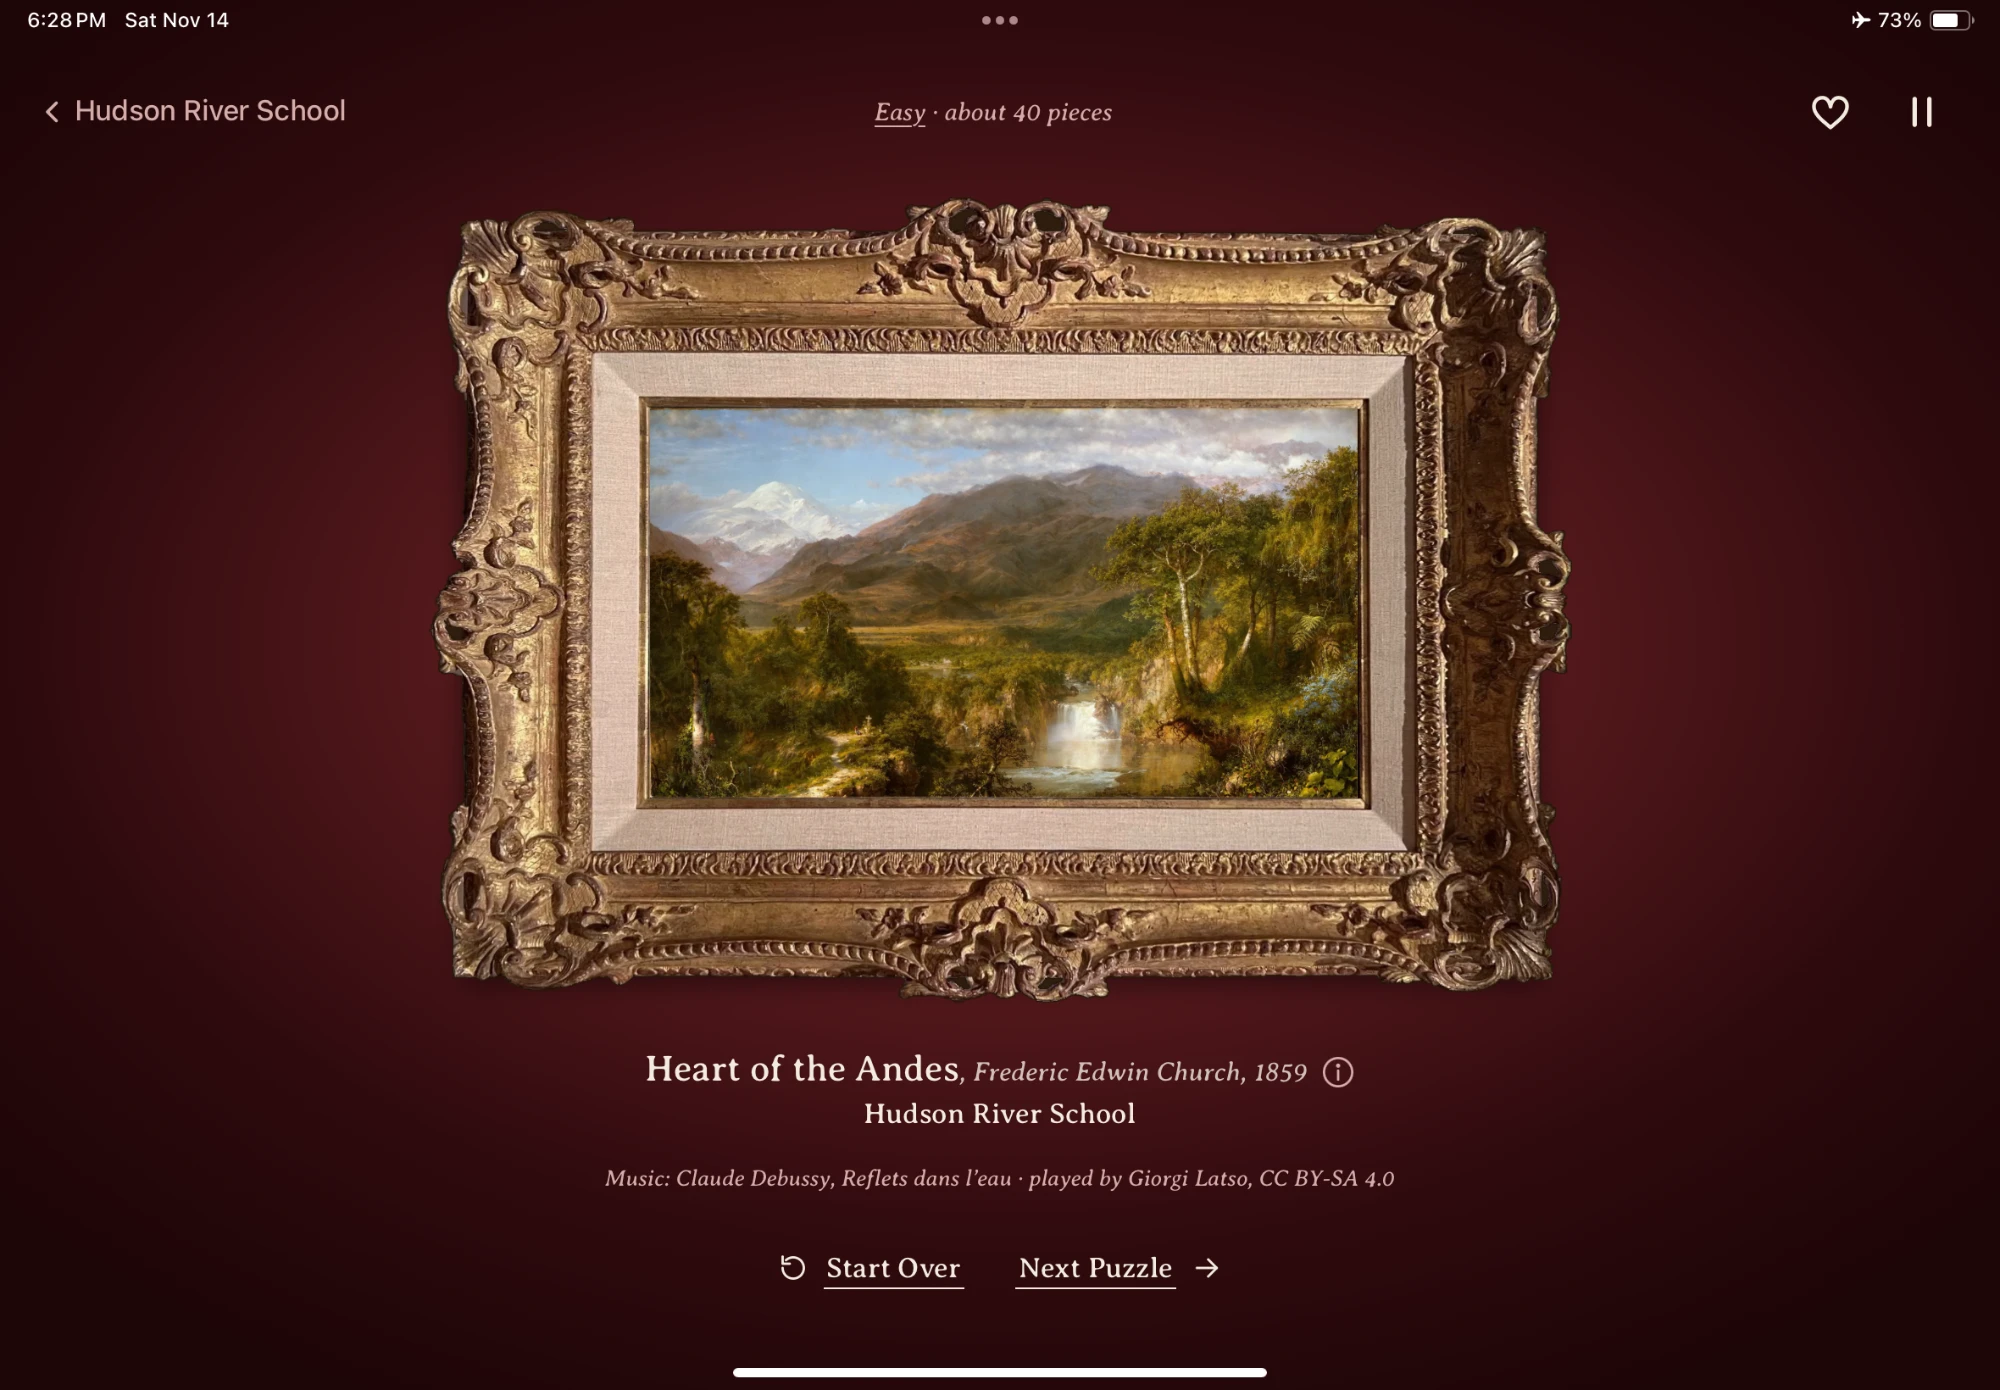 6:28 PM Sat Nov 14
73%
Hudson River School
Easy · about 40 pieces
Heart of the Andes, Frederic Edwin Church, 1859
Hudson River School
Music: Claude Debussy, Reflets dans l’eau · played by Giorgi Latso, CC BY-SA 4.0
Start Over
Next Puzzle